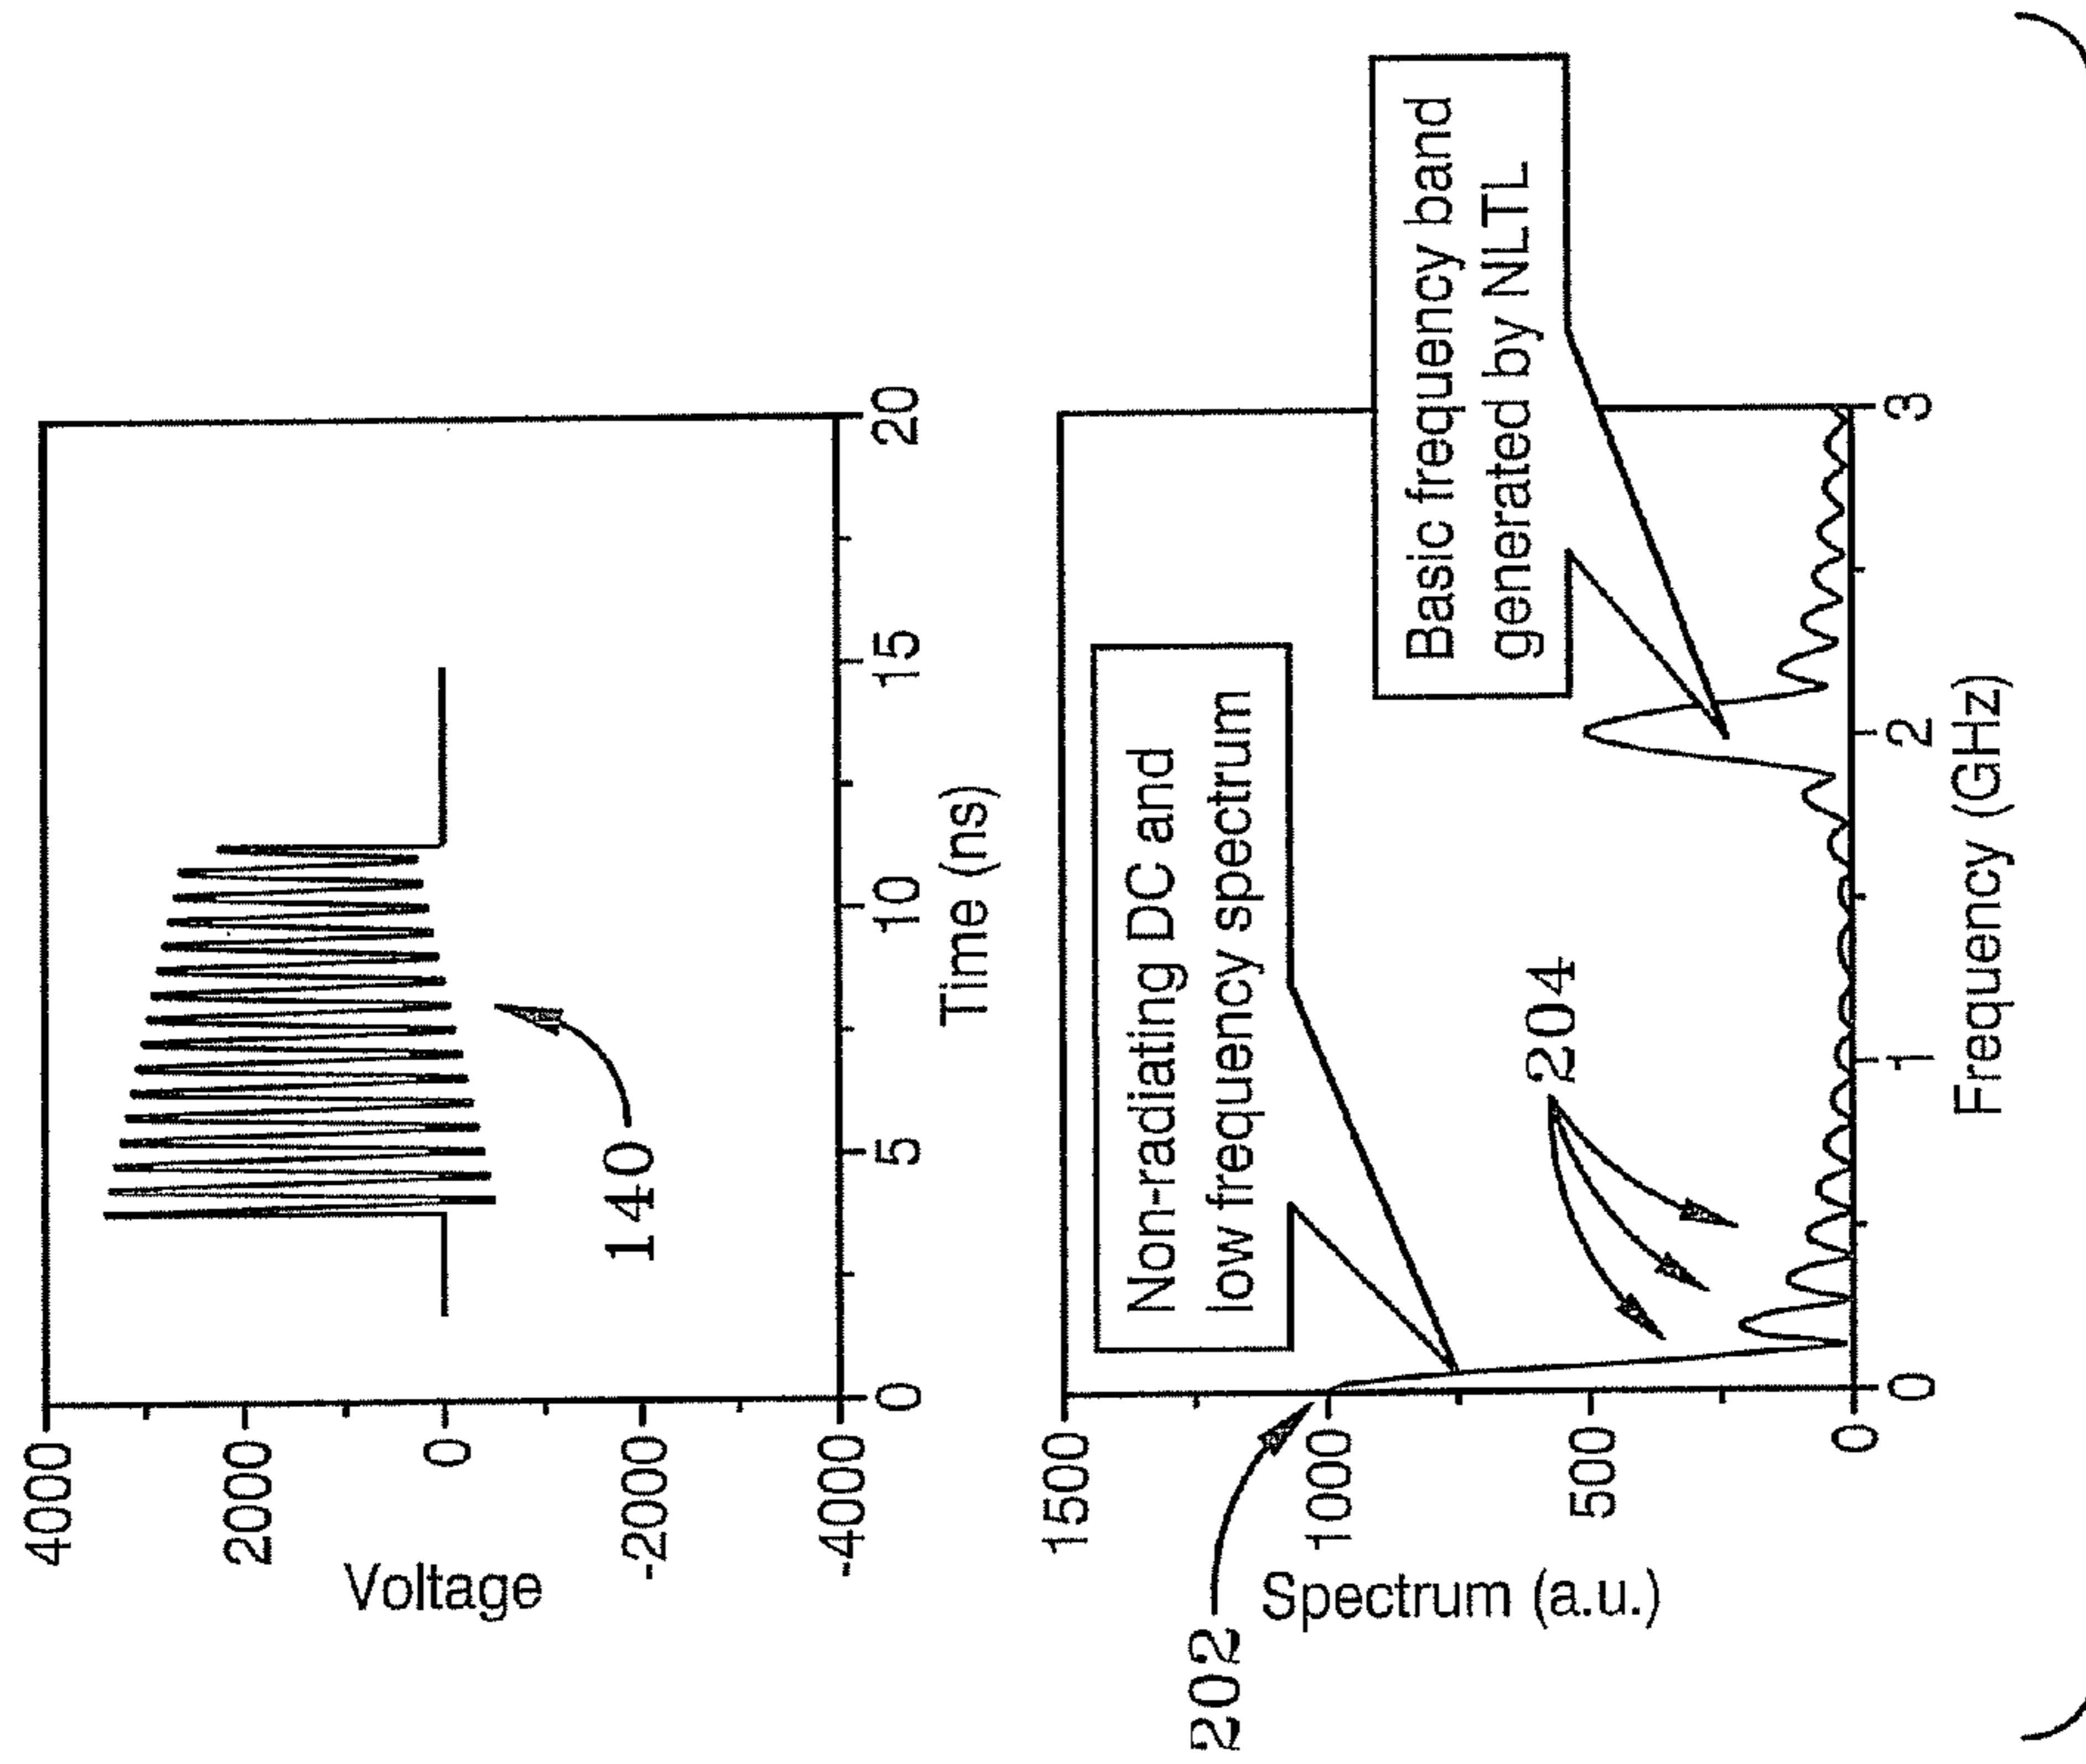 4000
2000
0
-2000
-4000
Voltage
140
0
5
10
15
20
Time (ns)
1500
1000
500
0
Spectrum (a.u.)
202
Non-radiating DC and
low frequency spectrum
204
Basic frequency band
generated by NLTL
0
1
2
3
Frequency (GHz)